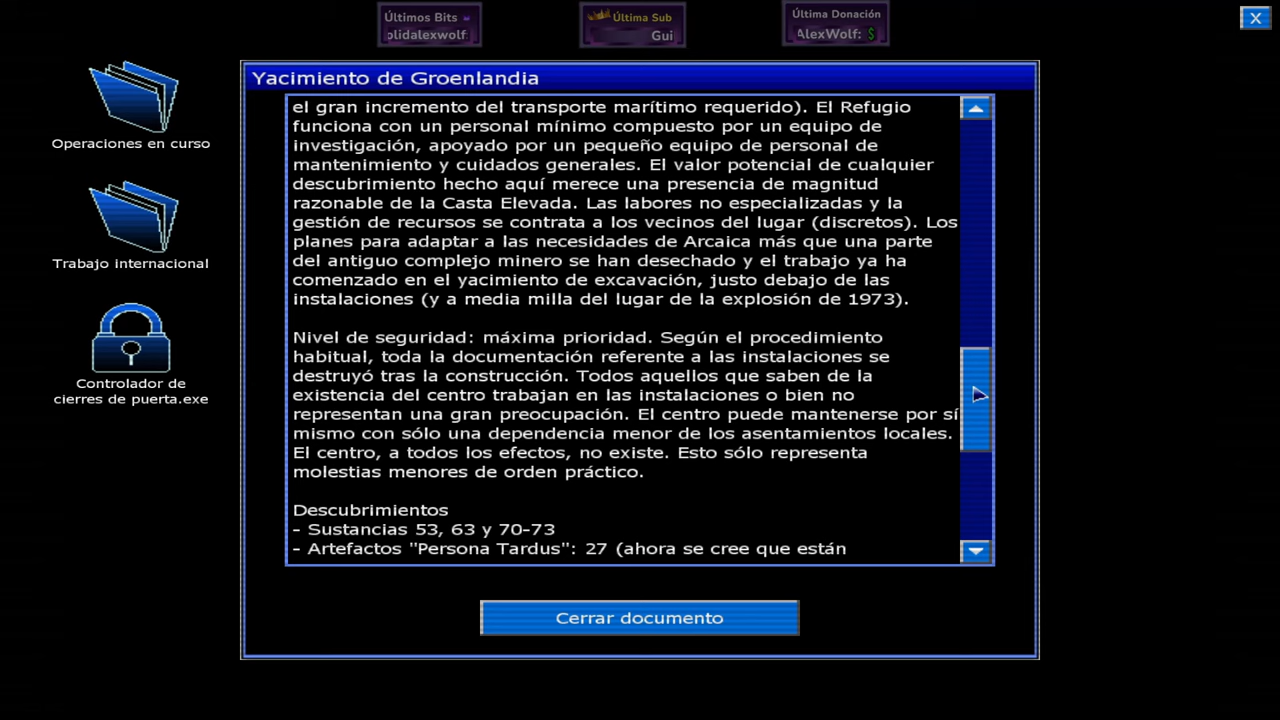 Últimos Bits
olidalexwolf:
Última Sub
Gui
Última Donación
AlexWolf: $
X
Yacimiento de Groenlandia
Operaciones en curso
Trabajo internacional
Controlador de
cierres de puerta.exe
el gran incremento del transporte marítimo requerido). El Refugio
funciona con un personal mínimo compuesto por un equipo de
investigación, apoyado por un pequeño equipo de personal de
mantenimiento y cuidados generales. El valor potencial de cualquier
descubrimiento hecho aquí merece una presencia de magnitud
razonable de la Casta Elevada. Las labores no especializadas y la
gestión de recursos se contrata a los vecinos del lugar (discretos). Los
planes para adaptar a las necesidades de Arcaica más que una parte
del antiguo complejo minero se han desechado y el trabajo ya ha
comenzado en el yacimiento de excavación, justo debajo de las
instalaciones (y a media milla del lugar de la explosión de 1973).
Nivel de seguridad: máxima prioridad. Según el procedimiento
habitual, toda la documentación referente a las instalaciones se
destruyó tras la construcción. Todos aquellos que saben de la
existencia del centro trabajan en las instalaciones o bien no
representan una gran preocupación. El centro puede mantenerse por sí
mismo con sólo una dependencia menor de los asentamientos locales.
El centro, a todos los efectos, no existe. Esto sólo representa
molestias menores de orden práctico.
Descubrimientos
- Sustancias 53, 63 y 70-73
- Artefactos "Persona Tardus": 27 (ahora se cree que están
Cerrar documento